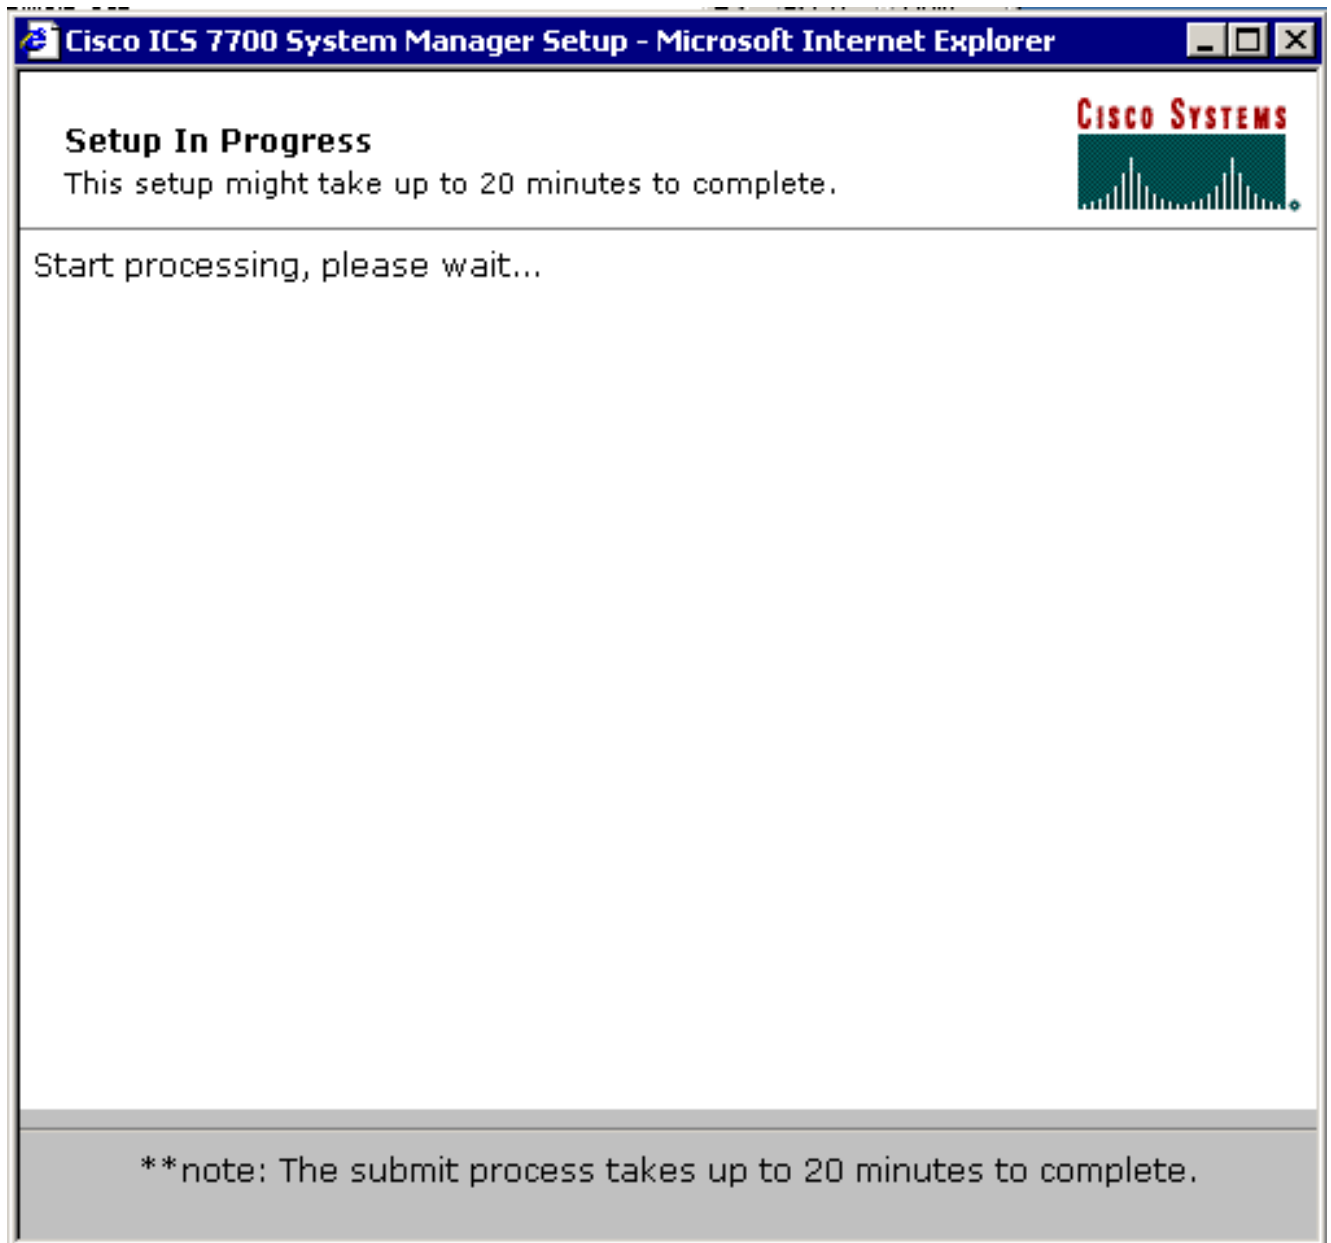 Cisco ICS 7700 System Manager Setup - Microsoft Internet Explorer
CISCO SYSTEMS
Setup In Progress
This setup might take up to 20 minutes to complete.
Start processing, please wait...
**note: The submit process takes up to 20 minutes to complete.